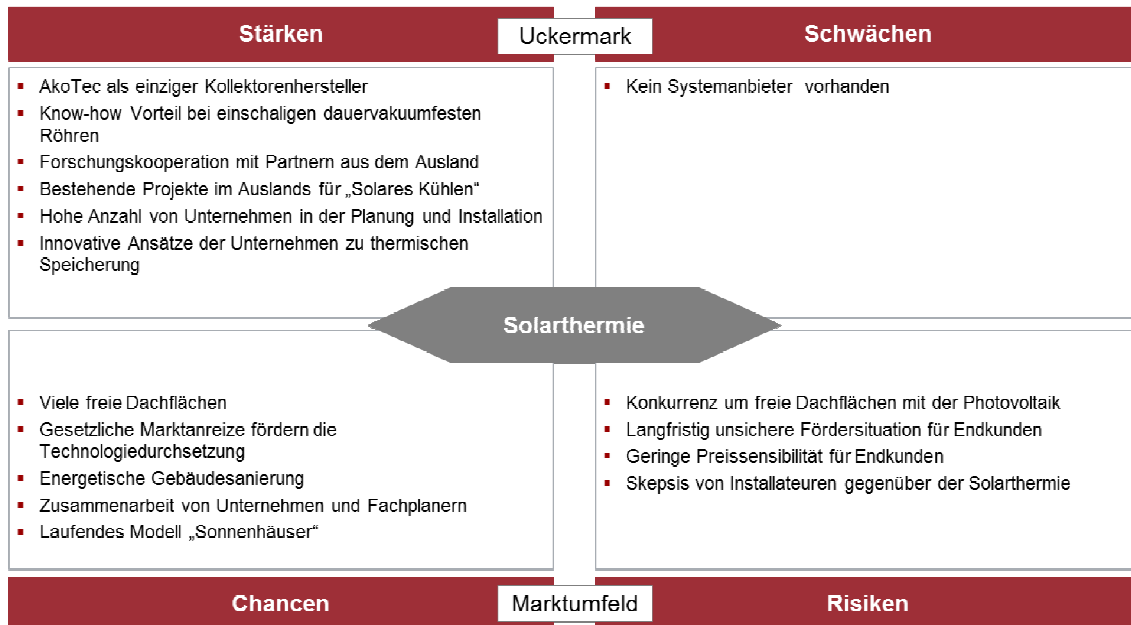 Stärken
Uckermark
Schwächen
▪ AkoTec als einziger Kollektorenhersteller
▪ Know-how Vorteil bei einschaligen dauervakuumfesten
Röhren
▪ Forschungskooperation mit Partnern aus dem Ausland
▪ Bestehende Projekte im Auslands für „Solares Kühlen“
▪ Hohe Anzahl von Unternehmen in der Planung und Installation
▪ Innovative Ansätze der Unternehmen zu thermischen
Speicherung
▪ Kein Systemanbieter vorhanden
Solarthermie
▪ Viele freie Dachflächen
▪ Gesetzliche Marktanreize fördern die
Technologiedurchsetzung
▪ Energetische Gebäudesanierung
▪ Zusammenarbeit von Unternehmen und Fachplanern
▪ Laufendes Modell „Sonnenhäuser“
▪ Konkurrenz um freie Dachflächen mit der Photovoltaik
▪ Langfristig unsichere Fördersituation für Endkunden
▪ Geringe Preissensibilität für Endkunden
▪ Skepsis von Installateuren gegenüber der Solarthermie
Chancen
Marktumfeld
Risiken